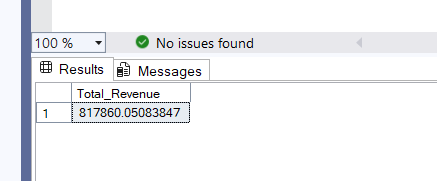 100 %
No issues found
Results
Messages
Total_Revenue
1
817860.05083847